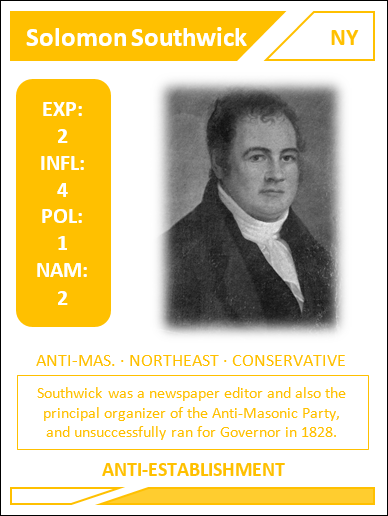 Solomon Southwick
NY
EXP:
2
INFL:
4
POL:
1
NAM:
2
ANTI-MAS. · NORTHEAST · CONSERVATIVE
Southwick was a newspaper editor and also the
principal organizer of the Anti-Masonic Party,
and unsuccessfully ran for Governor in 1828.
ANTI-ESTABLISHMENT